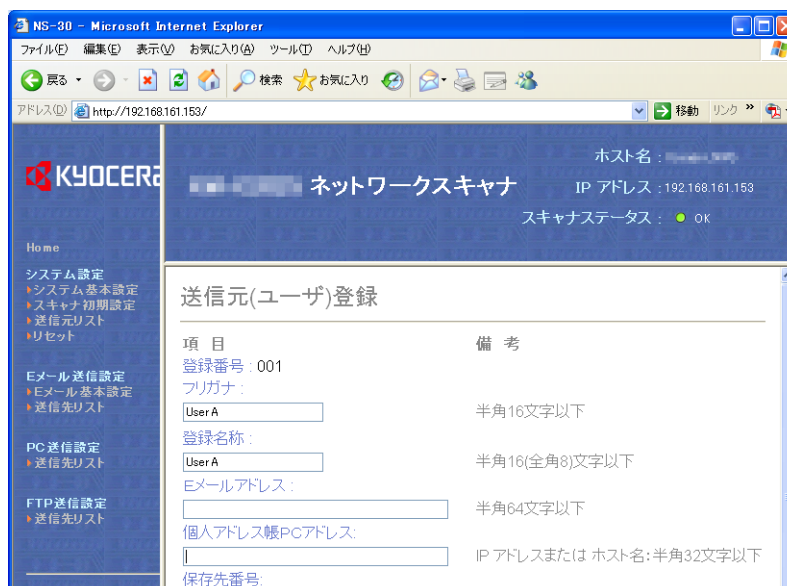 NS-30 - Microsoft Internet Explorer
ファイル(F) 編集(E) 表示(V) お気に入り(A) ツール(T) ヘルプ(H)
戻る 検索 お気に入り
アドレス(D) http://192.168.161.153/ 移動 リンク »
KYOCERA
ホスト名 :
ネットワークスキャナ
IP アドレス : 192.168.161.153
スキャナステータス : OK
Home
システム設定
システム基本設定
スキャナ初期設定
送信元リスト
リセット
Eメール送信設定
Eメール基本設定
送信先リスト
PC送信設定
送信先リスト
FTP送信設定
送信先リスト
送信元(ユーザ)登録
項 目 備 考
登録番号 : 001
フリガナ :
User A 半角16文字以下
登録名称 :
User A 半角16(全角8)文字以下
Eメールアドレス :
半角64文字以下
個人アドレス帳PCアドレス:
IP アドレスまたは ホスト名:半角32文字以下
保存先番号: